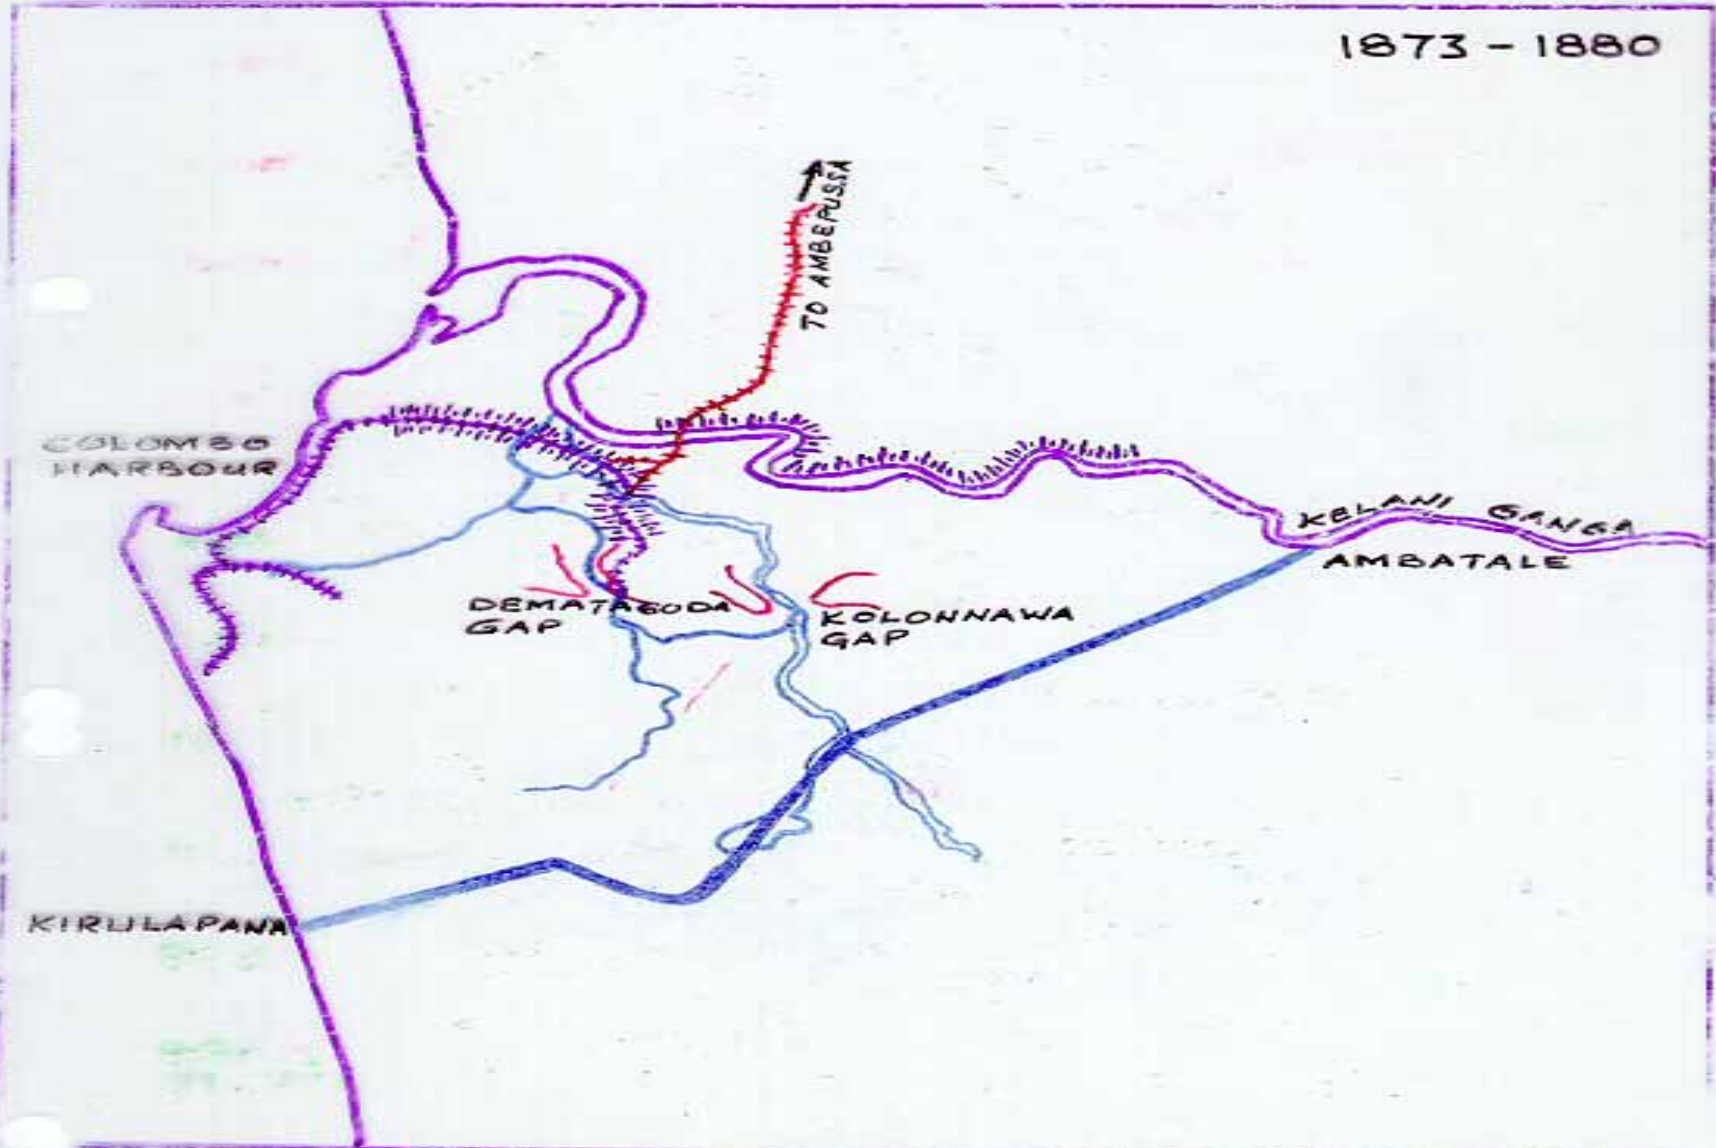 1873 - 1880
TO AMBEPUSSA
COLOMBO
HARBOUR
KELANI GANGA
AMBATALE
DEMATAGODA
GAP
KOLONNAWA
GAP
KIRULAPANA